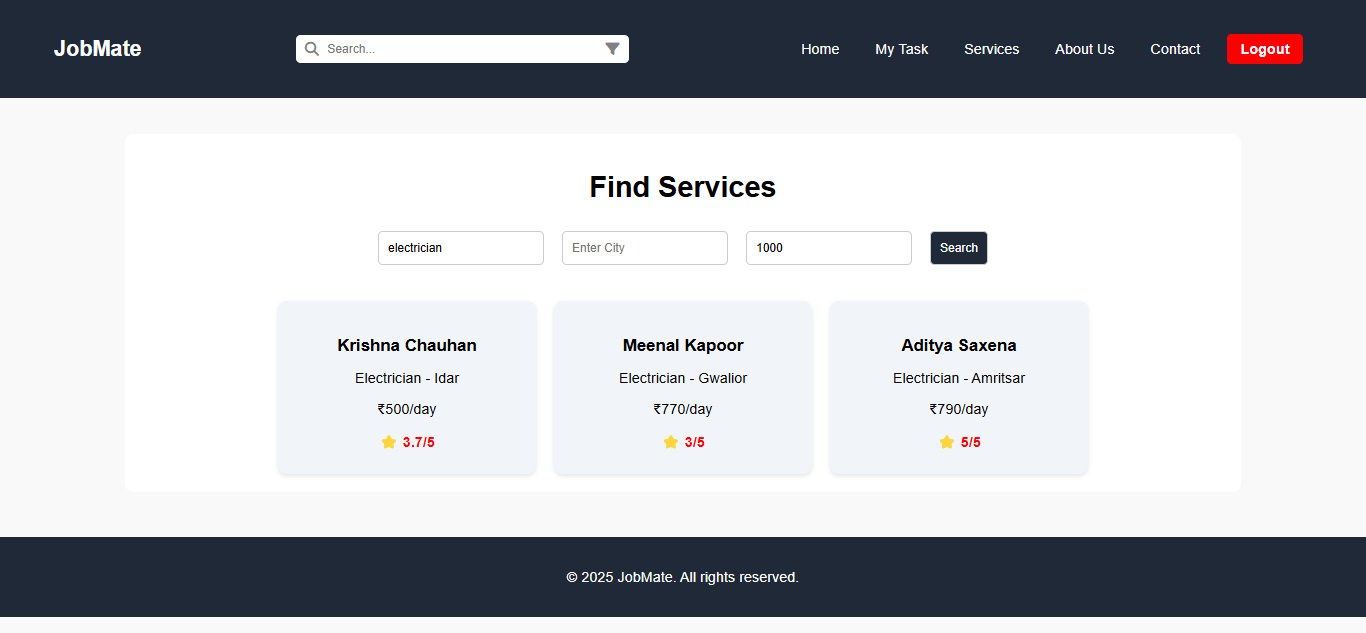 JobMate
Search...
Home My Task Services About Us Contact Logout
Find Services
electrician Enter City 1000 Search
Krishna Chauhan
Electrician - Idar
₹500/day
3.7/5
Meenal Kapoor
Electrician - Gwalior
₹770/day
3/5
Aditya Saxena
Electrician - Amritsar
₹790/day
5/5
© 2025 JobMate. All rights reserved.